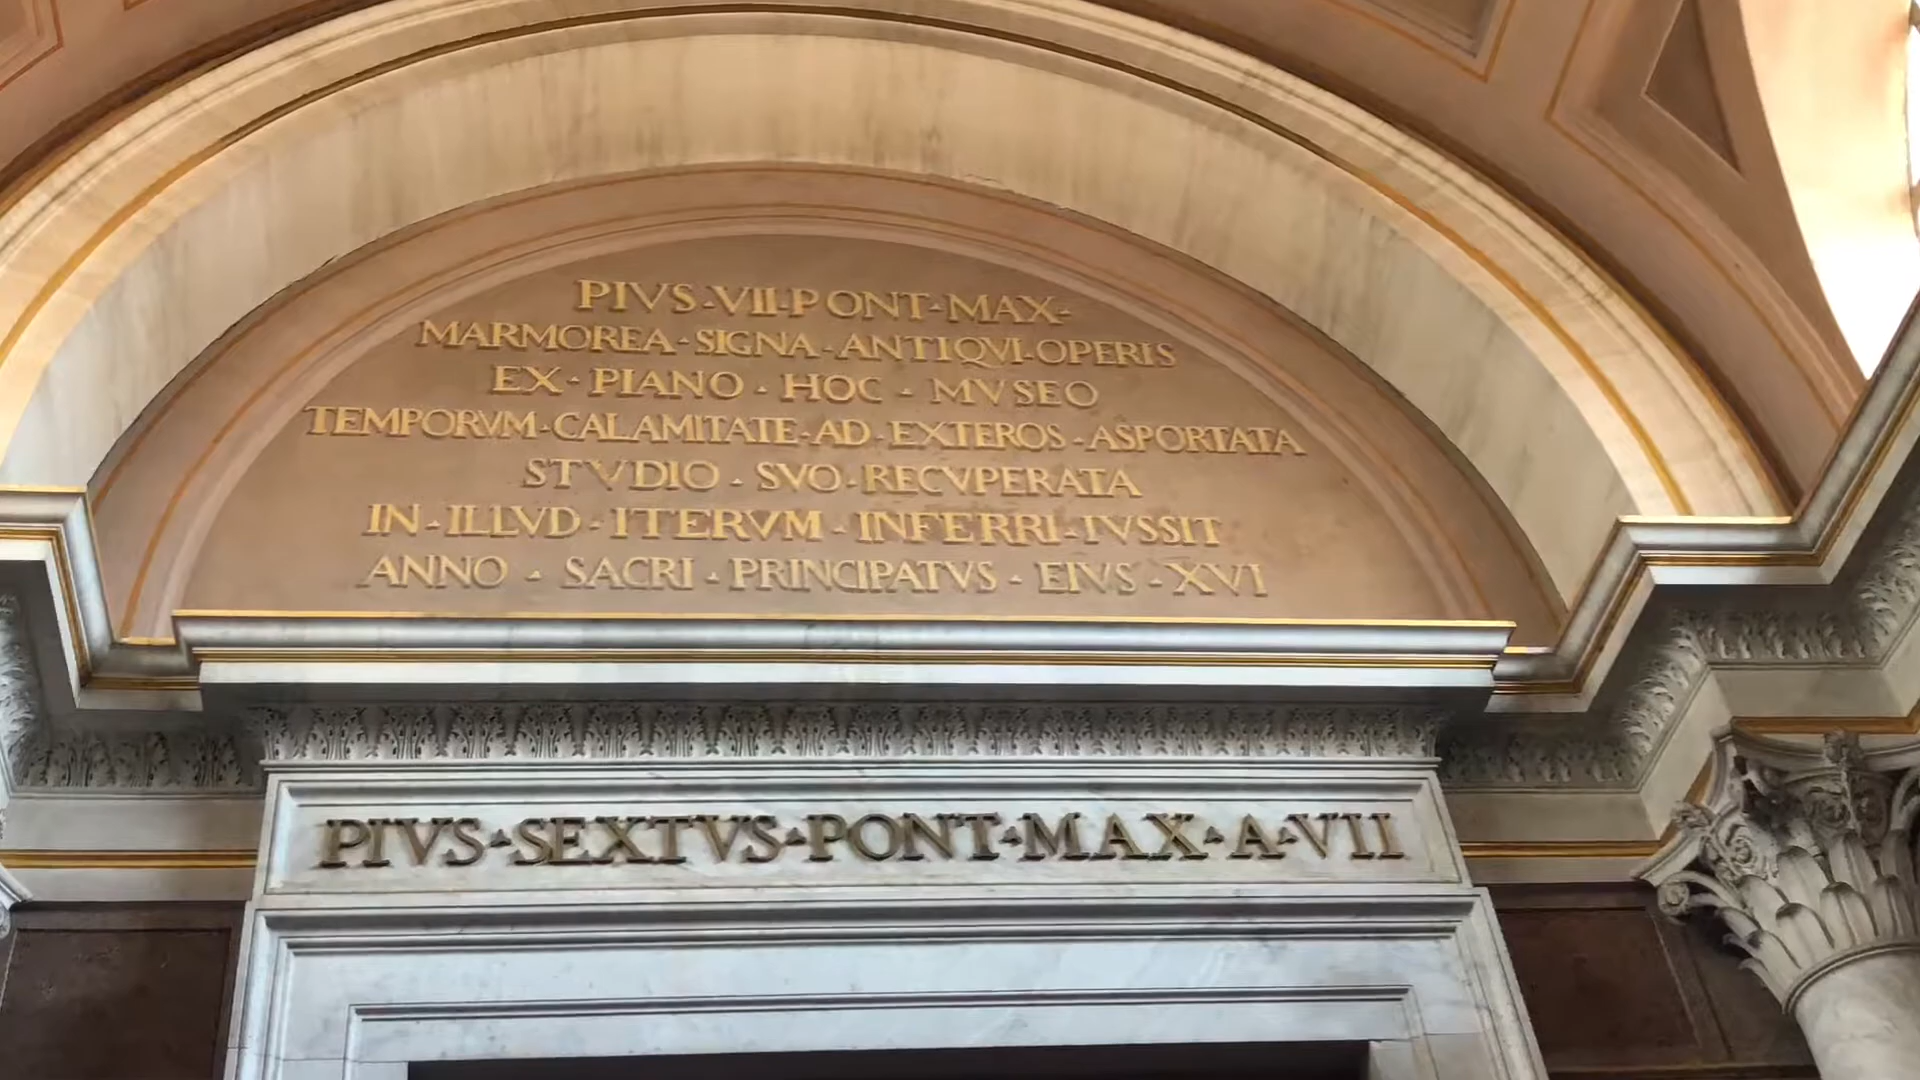 PIVS · VII · PONT · MAX ·
MARMOREA · SIGNA · ANTIQVI · OPERIS
EX · PIANO · HOC · MVSEO
TEMPORVM · CALAMITATE · AD · EXTEROS · ASPORTATA
STVDIO · SVO · RECVPERATA
IN · ILLVD · ITERVM · INFERRI · IVSSIT
ANNO · SACRI · PRINCIPATVS · EIVS · XVI
PIVS · SEXTVS · PONT · MAX · A · VII